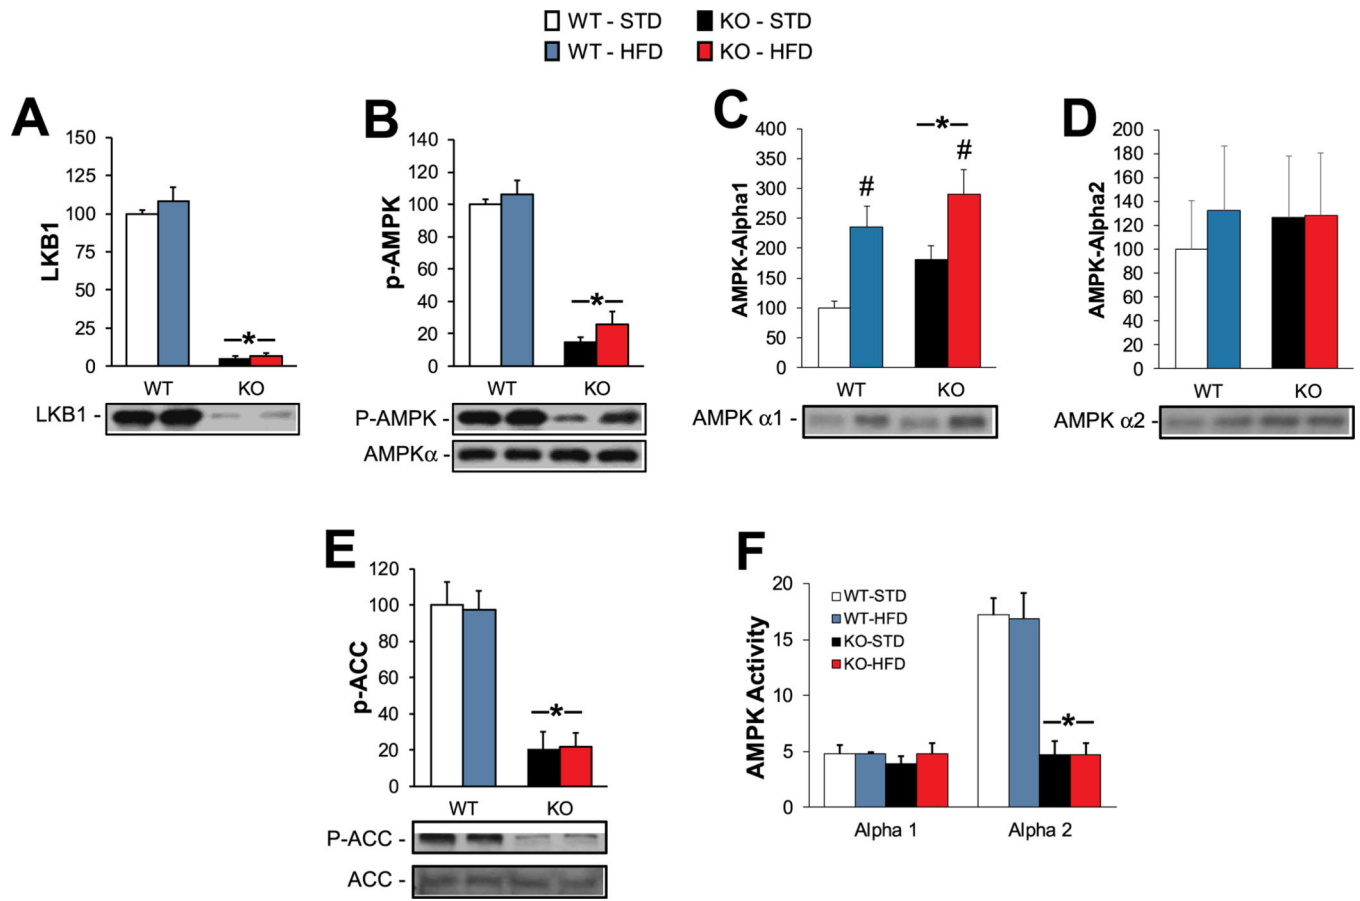 WT - STD KO - STD
WT - HFD KO - HFD
A
LKB1
150
125
100
75
50
25
0
*
WT KO
LKB1 -
B
p-AMPK
140
120
100
80
60
40
20
0
*
WT KO
P-AMPK -
AMPKα -
C
AMPK-Alpha1
400
350
300
250
200
150
100
50
0
#
*
#
WT KO
AMPK α1 -
D
AMPK-Alpha2
200
180
160
140
120
100
80
60
40
20
0
WT KO
AMPK α2 -
E
p-ACC
120
100
80
60
40
20
0
*
WT KO
P-ACC -
ACC -
F
AMPK Activity
20
15
10
5
0
WT-STD
WT-HFD
KO-STD
KO-HFD
*
Alpha 1 Alpha 2